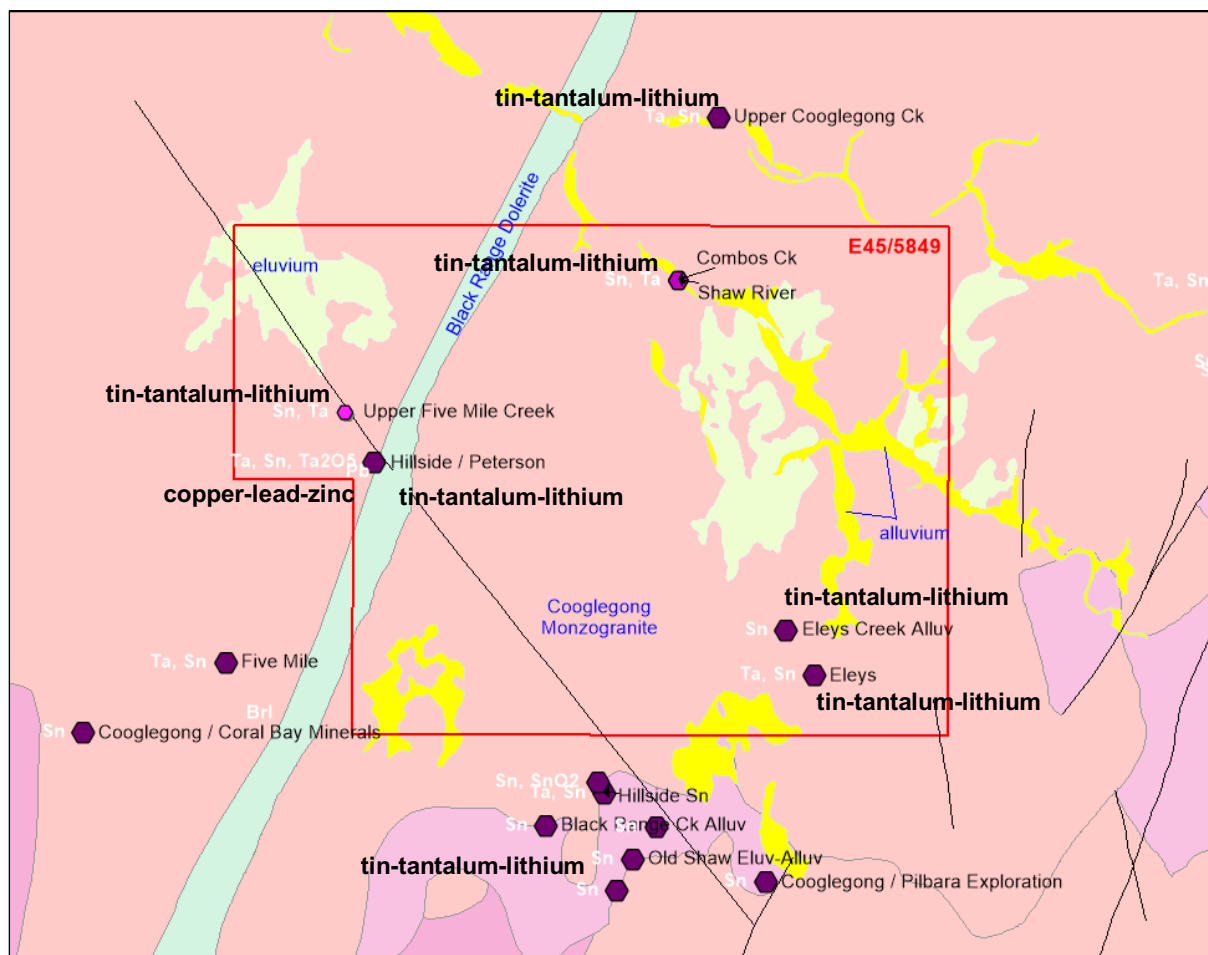 tin-tantalum-lithium
Ta, Sn Upper Cooglegong Ck
Black Range Dolerite
E45/5849
eluvium
tin-tantalum-lithium
Combos Ck
Sn, Ta
Shaw River
Ta, Sn
tin-tantalum-lithium
Sn, Ta Upper Five Mile Creek
Ta, Sn, Ta2O5 Hillside / Peterson
Pb
copper-lead-zinc
tin-tantalum-lithium
alluvium
tin-tantalum-lithium
Cooglegong
Monzogranite
Sn Eleys Creek Alluv
Ta, Sn Five Mile
Ta, Sn Eleys
tin-tantalum-lithium
Brl
Sn Cooglegong / Coral Bay Minerals
Sn, SnO2
Ta, Sn Hillside Sn
Sn Black Range Ck Alluv
Sn
tin-tantalum-lithium
Sn Old Shaw Eluv-Alluv
Sn Cooglegong / Pilbara Exploration
Sn